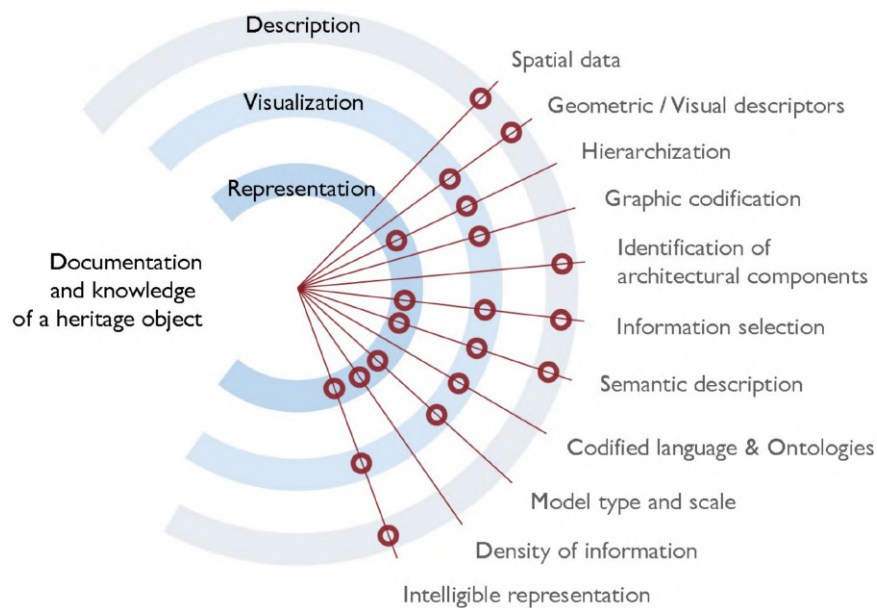 Description
Visualization
Representation
Documentation
and knowledge
of a heritage object
Spatial data
Geometric / Visual descriptors
Hierarchization
Graphic codification
Identification of
architectural components
Information selection
Semantic description
Codified language & Ontologies
Model type and scale
Density of information
Intelligible representation